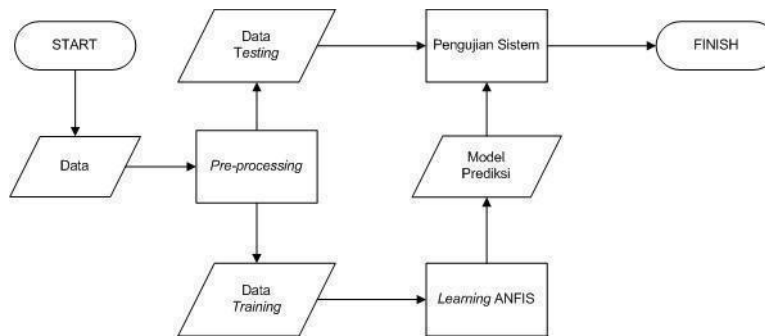 START
Data
Testing
Pengujian Sistem
FINISH
Data
Pre-processing
Model
Prediksi
Data
Training
Learning ANFIS